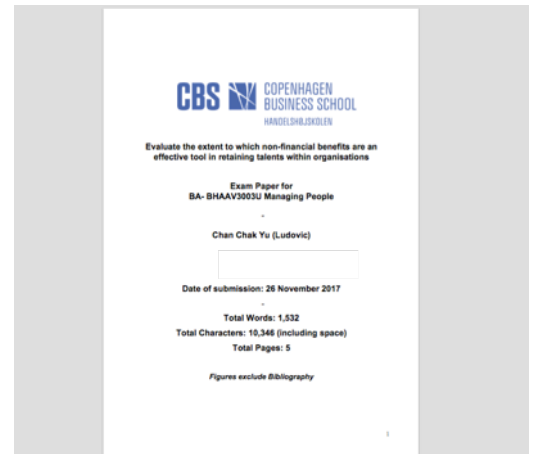 CBS COPENHAGEN
BUSINESS SCHOOL
HANDELSHØJSKOLEN
Evaluate the extent to which non-financial benefits are an
effective tool in retaining talents within organisations
Exam Paper for
BA- BHAAV3003U Managing People
-
Chan Chak Yu (Ludovic)
Date of submission: 26 November 2017
-
Total Words: 1,532
Total Characters: 10,346 (including space)
Total Pages: 5
Figures exclude Bibliography